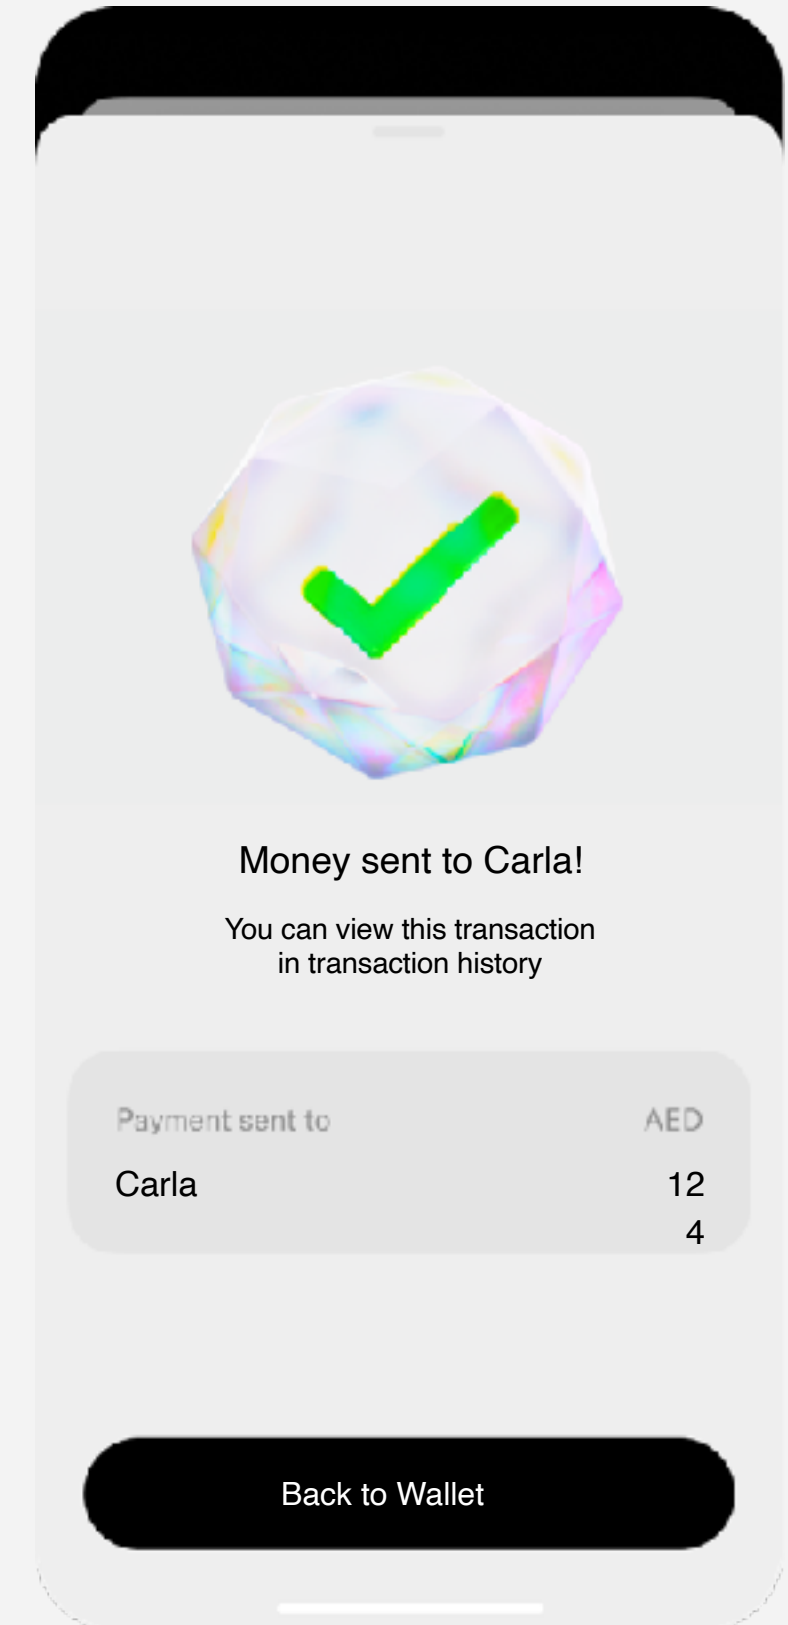 Money sent to Carla!
You can view this transaction
in transaction history
Payment sent to AED
Carla 12
4
Back to Wallet